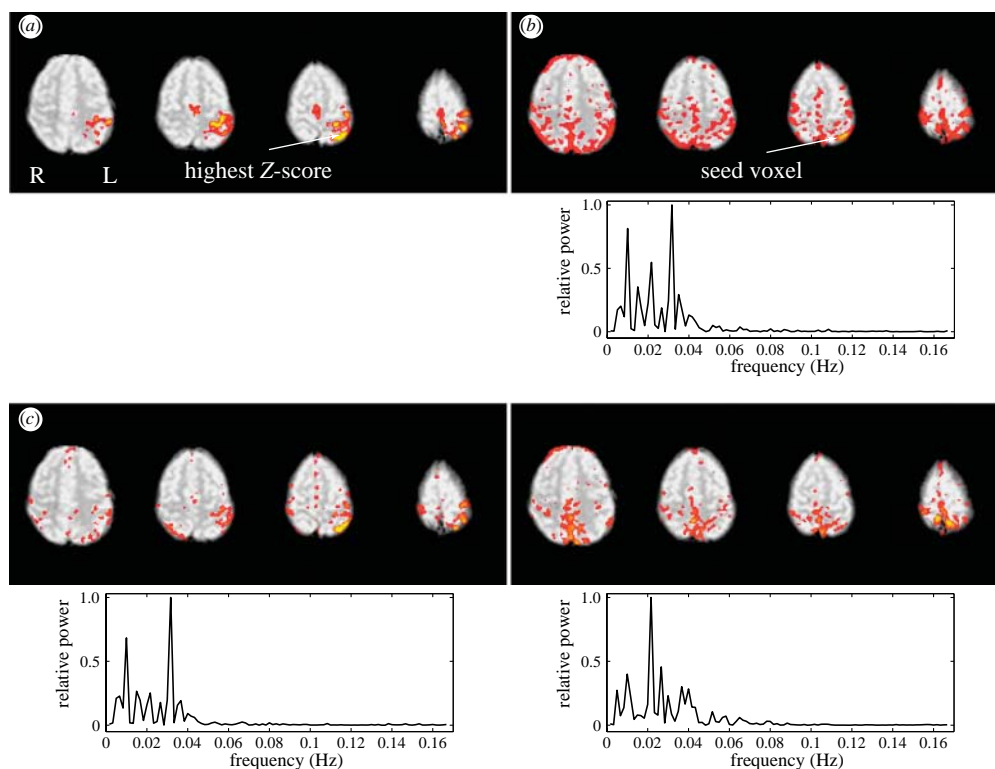 (a)
highest Z-score
R L
(b)
seed voxel
relative power
1.0
0.5
0
0 0.02 0.04 0.06 0.08 0.1 0.12 0.14 0.16
frequency (Hz)
(c)
relative power
1.0
0.5
0
0 0.02 0.04 0.06 0.08 0.1 0.12 0.14 0.16
frequency (Hz)
relative power
1.0
0.5
0
0 0.02 0.04 0.06 0.08 0.1 0.12 0.14 0.16
frequency (Hz)